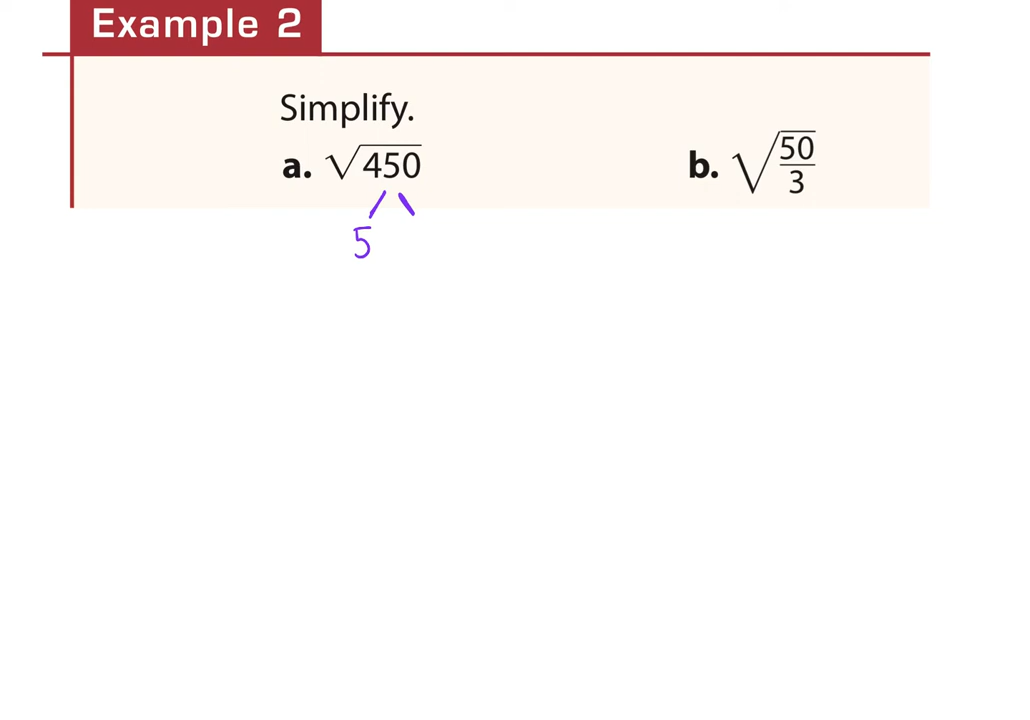 Example 2
Simplify.
a. √450
b. √(50/3)
5